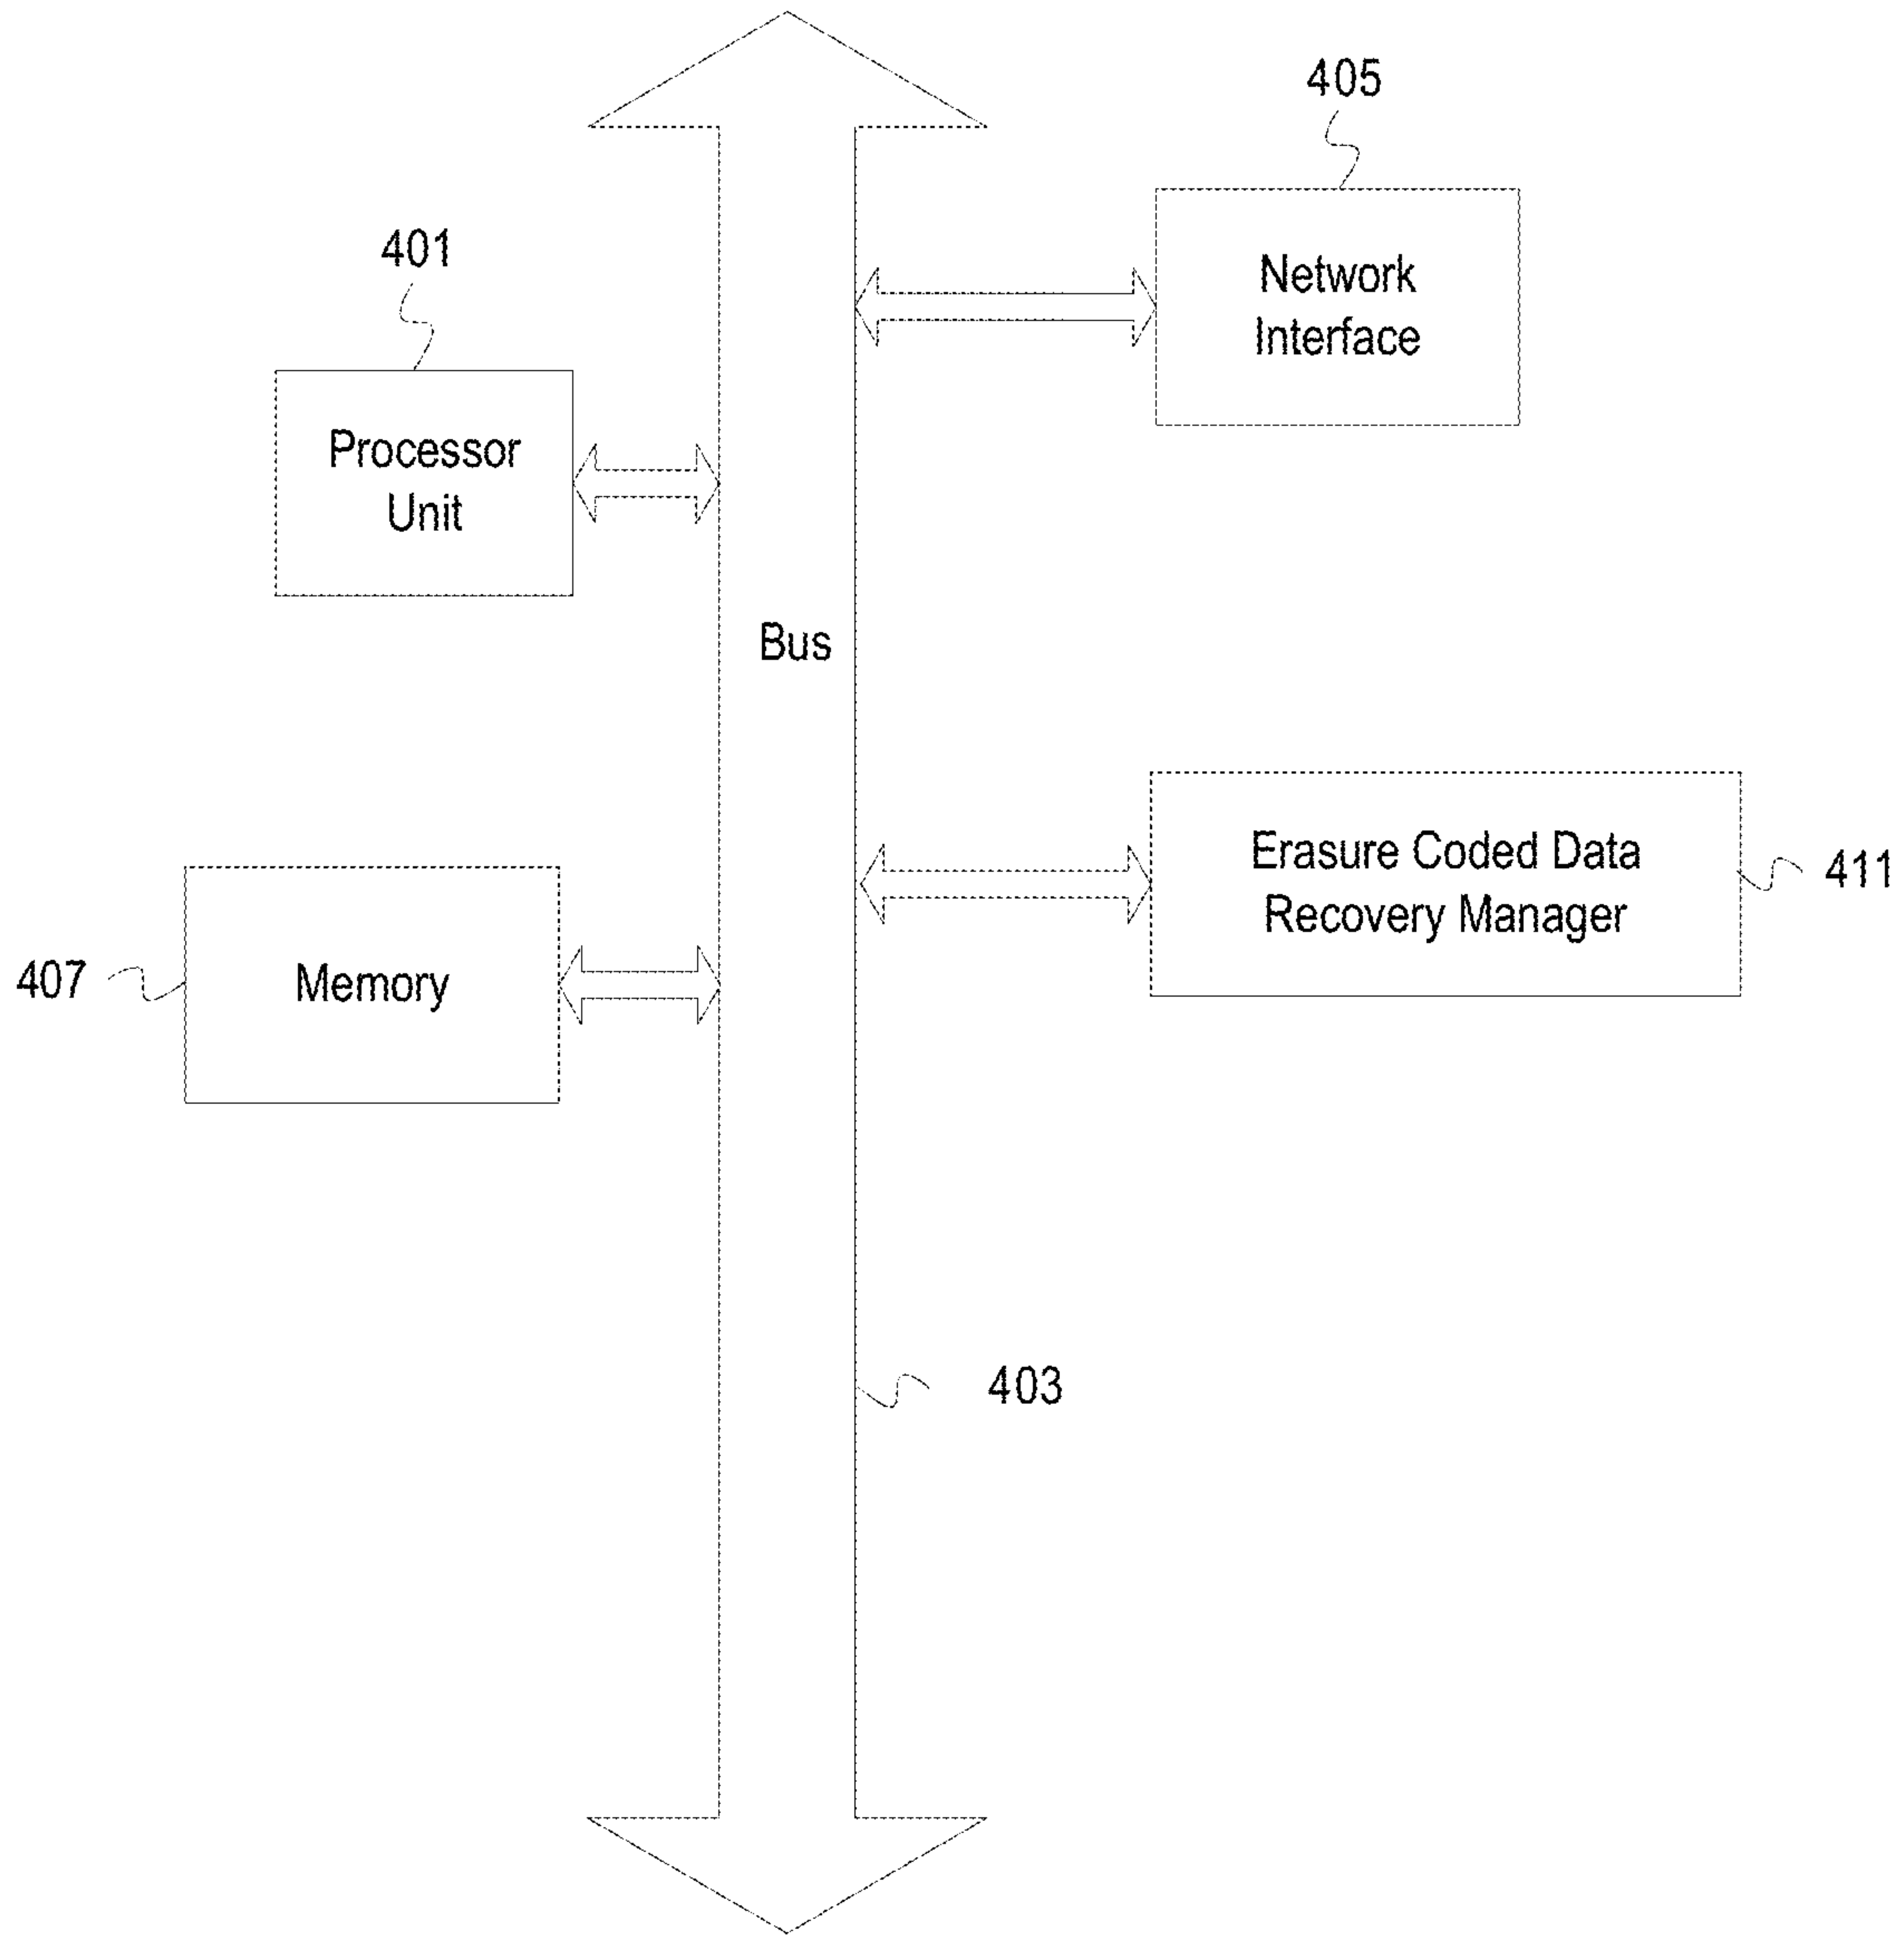 405
401
Network
Interface
Processor
Unit
Bus
Erasure Coded Data
Recovery Manager
411
407
Memory
403